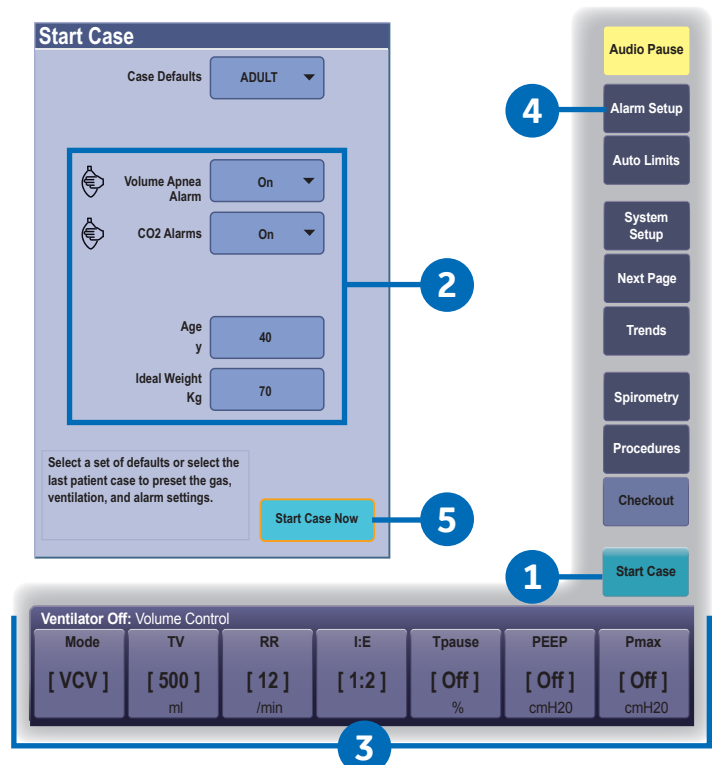 Start Case
Case Defaults
ADULT
Volume Apnea
Alarm
On
CO2 Alarms
On
2
Age
y
40
Ideal Weight
Kg
70
Select a set of defaults or select the
last patient case to preset the gas,
ventilation, and alarm settings.
Start Case Now
5
Audio Pause
4
Alarm Setup
Auto Limits
System
Setup
Next Page
Trends
Spirometry
Procedures
Checkout
1
Start Case
Ventilator Off: Volume Control
Mode TV RR I:E Tpause PEEP Pmax
[ VCV ] [ 500 ] [ 12 ] [ 1:2 ] [ Off ] [ Off ] [ Off ]
ml /min % cmH20 cmH20
3